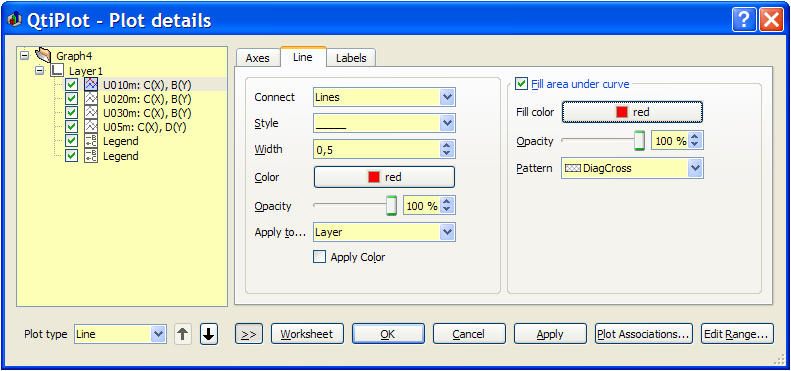 QtiPlot - Plot details
Graph4
Layer1
U010m: C(X), B(Y)
U020m: C(X), B(Y)
U030m: C(X), B(Y)
U05m: C(X), D(Y)
Legend
Legend
Axes Line Labels
Connect Lines
Style
Width 0,5
Color red
Opacity 100 %
Apply to... Layer
Apply Color
Fill area under curve
Fill color red
Opacity 100 %
Pattern DiagCross
Plot type Line >> Worksheet OK Cancel Apply Plot Associations... Edit Range...